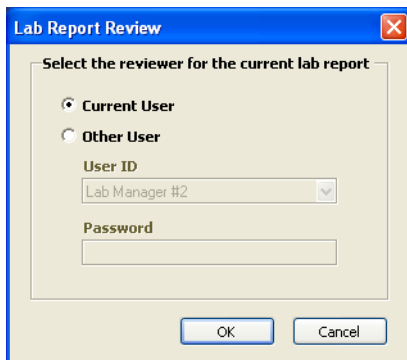 Lab Report Review
Select the reviewer for the current lab report
Current User
Other User
User ID
Lab Manager #2
Password
OK Cancel